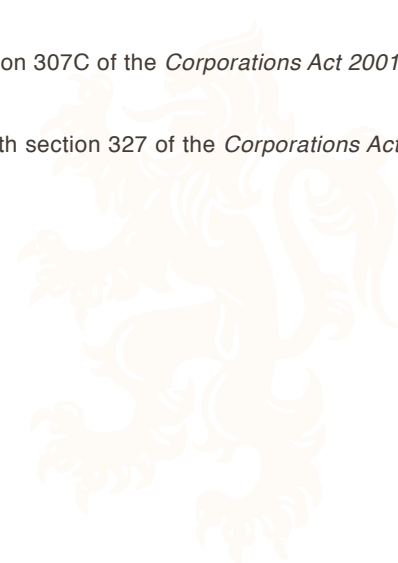 on 307C of the Corporations Act 2001
th section 327 of the Corporations Act